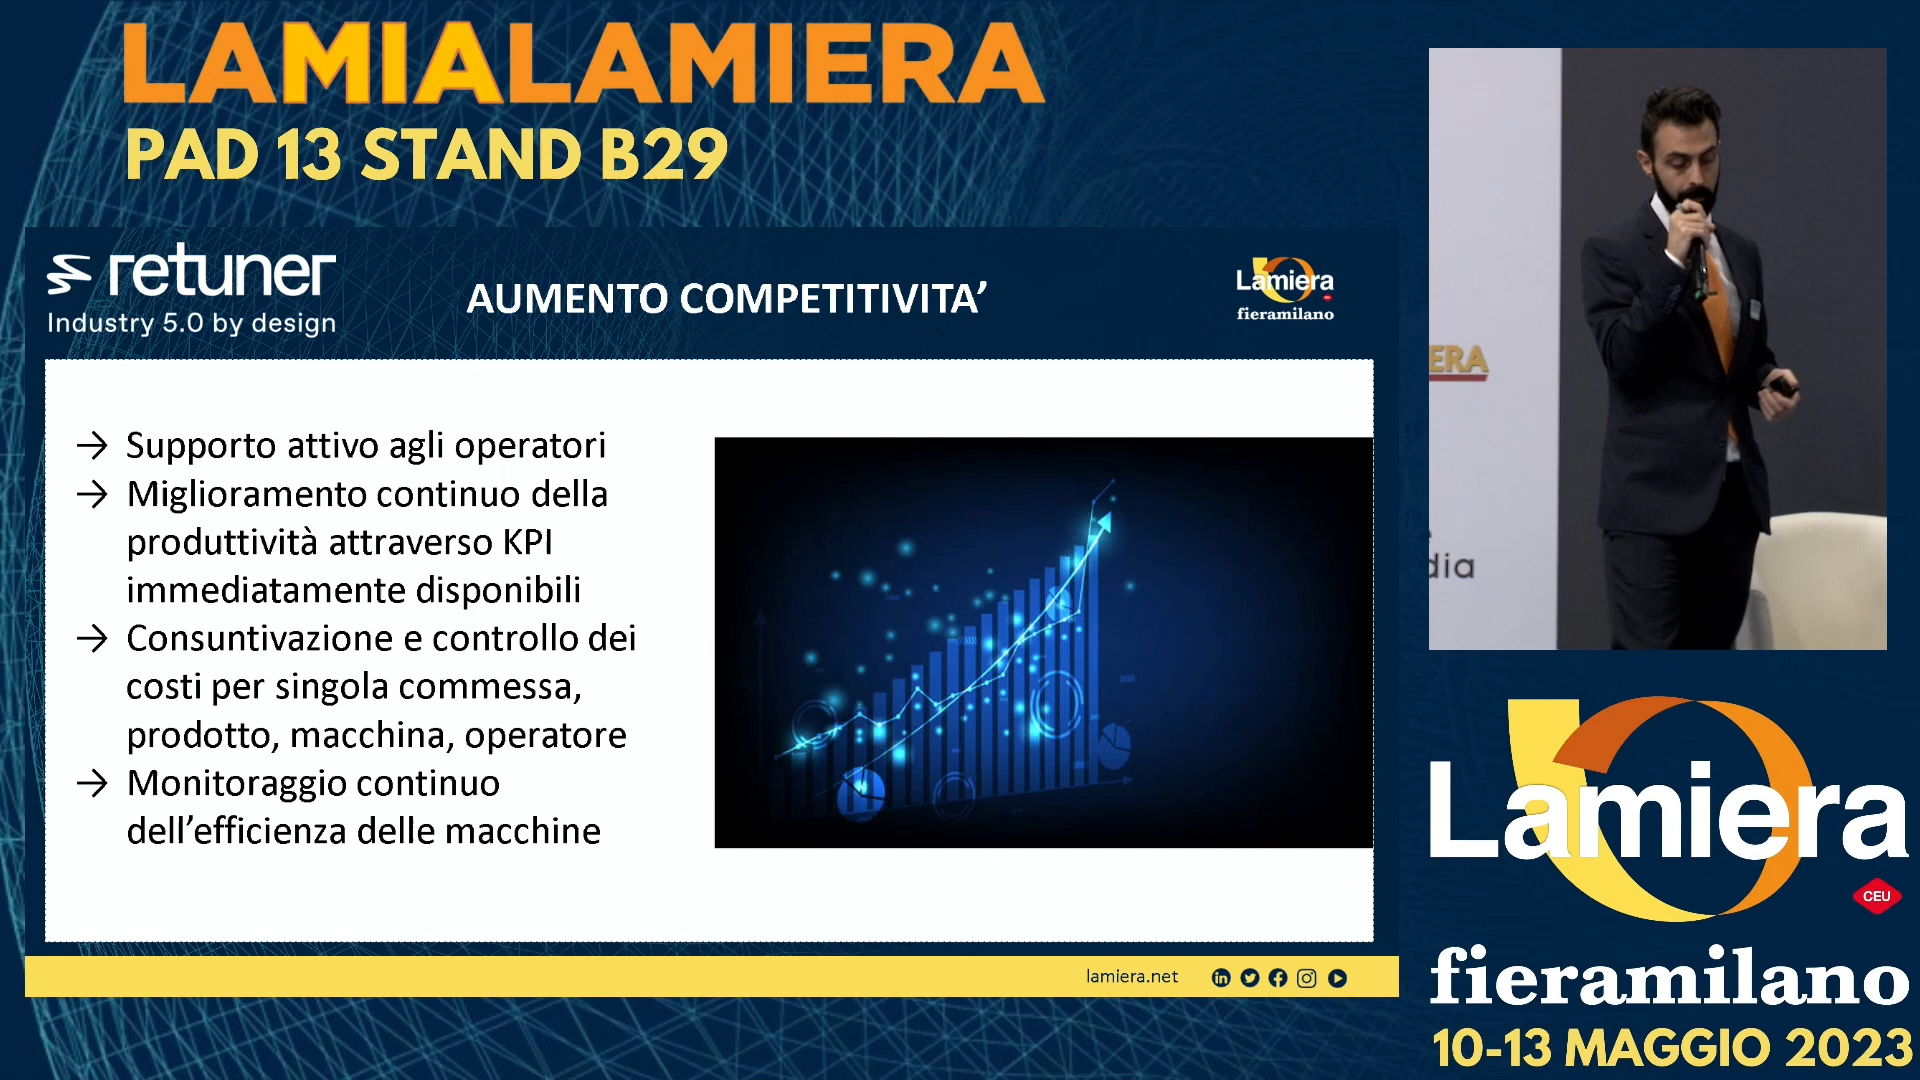 LAMIALAMIERA
PAD 13 STAND B29
retuner
Industry 5.0 by design
AUMENTO COMPETITIVITA’
Lamiera
fieramilano
→ Supporto attivo agli operatori
→ Miglioramento continuo della
produttività attraverso KPI
immediatamente disponibili
→ Consuntivazione e controllo dei
costi per singola commessa,
prodotto, macchina, operatore
→ Monitoraggio continuo
dell’efficienza delle macchine
lamiera.net
ERA
dia
Lamiera
CEU
fieramilano
10-13 MAGGIO 2023